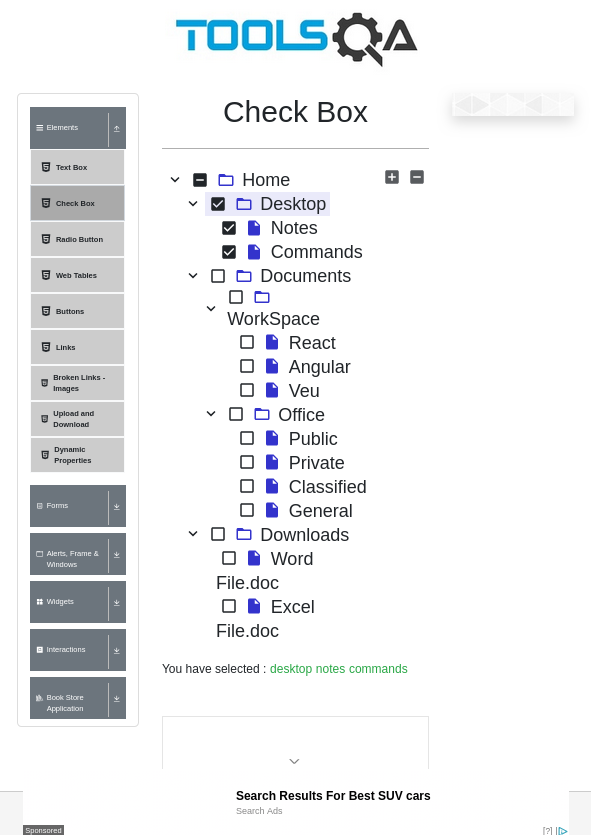 TOOLSQA
Elements
Text Box
Check Box
Radio Button
Web Tables
Buttons
Links
Broken Links -
Images
Upload and
Download
Dynamic
Properties
Forms
Alerts, Frame &
Windows
Widgets
Interactions
Book Store
Application
Check Box
Home
Desktop
Notes
Commands
Documents
WorkSpace
React
Angular
Veu
Office
Public
Private
Classified
General
Downloads
Word
File.doc
Excel
File.doc
You have selected : desktop notes commands
Search Results For Best SUV cars
Search Ads
Sponsored
[?]